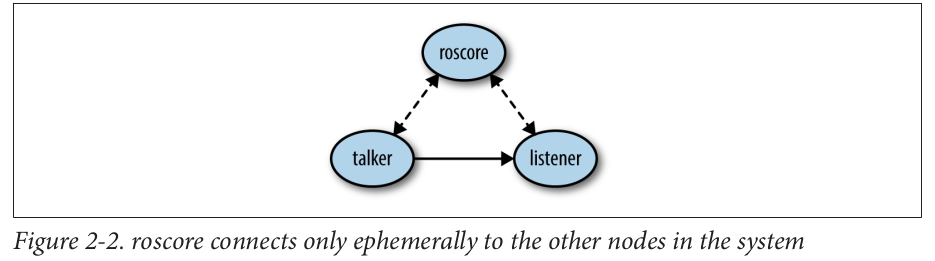 roscore
talker
listener
Figure 2-2. roscore connects only ephemerally to the other nodes in the system